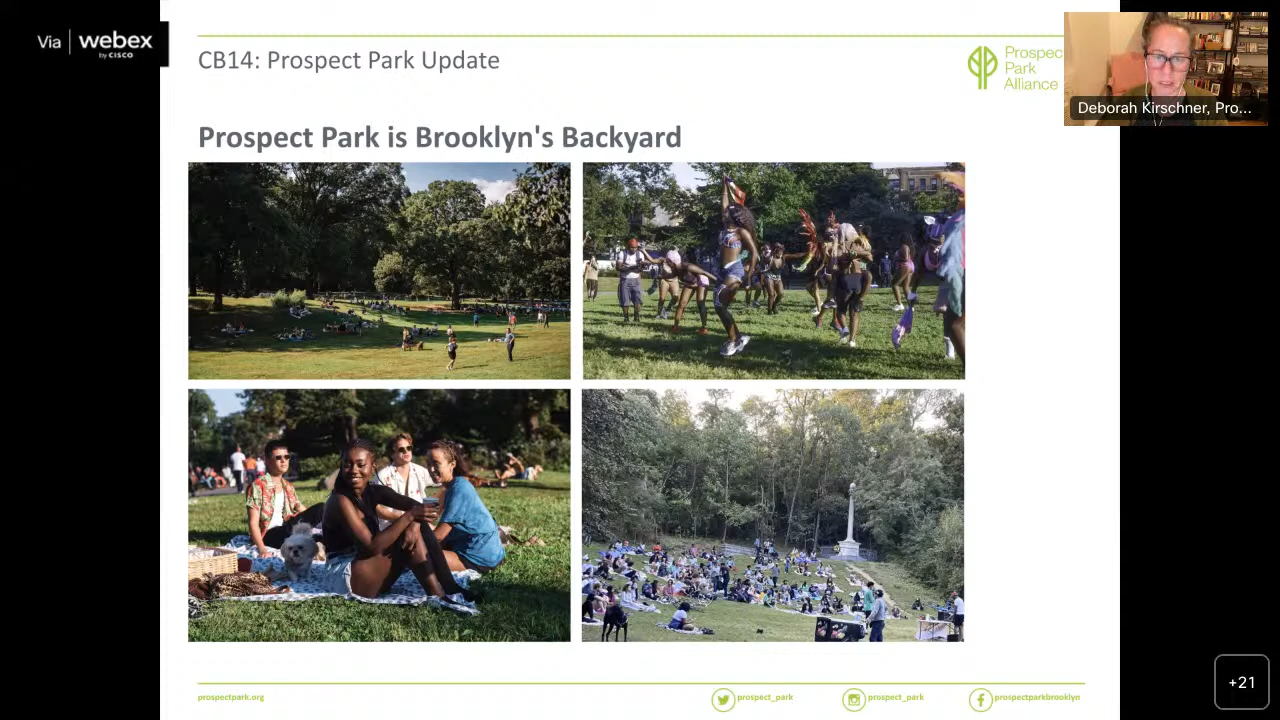 Via webex
by CISCO
CB14: Prospect Park Update
Prospect
Park
Alliance
Deborah Kirschner, Pro...
Prospect Park is Brooklyn's Backyard
+21
prospectpark.org
prospect_park
prospect_park
prospectparkbrooklyn